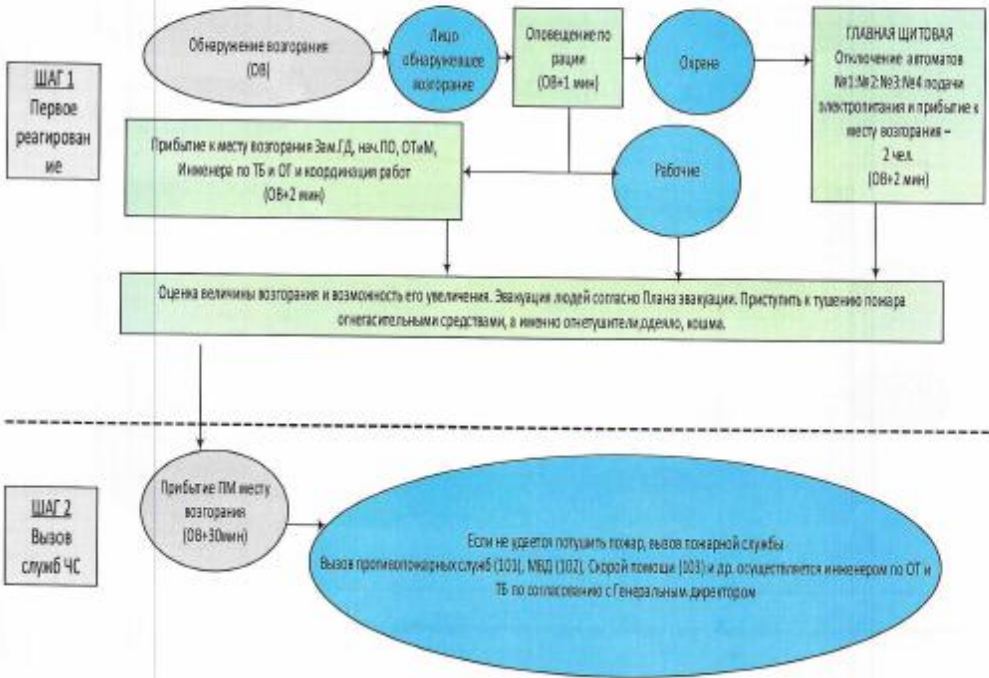 ШАГ 1
Первое
реагирован
ие
Обнаружение возгорания
(ОВ)
Лицо
обнаружевшее
возгорание
Оповещение по
рации
(ОВ+1 мин)
Охрана
ГЛАВНАЯ ЩИТОВАЯ
Отключение автоматов
№1;№2;№3;№4 подачи
электропитания и прибытие к
месту возгорания –
2 чел.
(ОВ+2 мин)
Прибытие к месту возгорания Зам.ГД, нач.ПО, ОТиМ,
Инженера по ТБ и ОТ и координация работ
(ОВ+2 мин)
Рабочие
Оценка величины возгорания и возможность его увеличения. Эвакуация людей согласно Плана эвакуации. Приступить к тушению пожара
огнегасительными средствами, а именно огнетушители,одеяло, кошма.
ШАГ 2
Вызов
служб ЧС
Прибытие ПМ месту
возгорания
(ОВ+30мин)
Если не удается потушить пожар, вызов пожарной службы
Вызов противопожарных служб (101), МВД (102), Скорой помощи (103) и др. осуществляется инженером по ОТ и
ТБ по согласованию с Генеральным директором